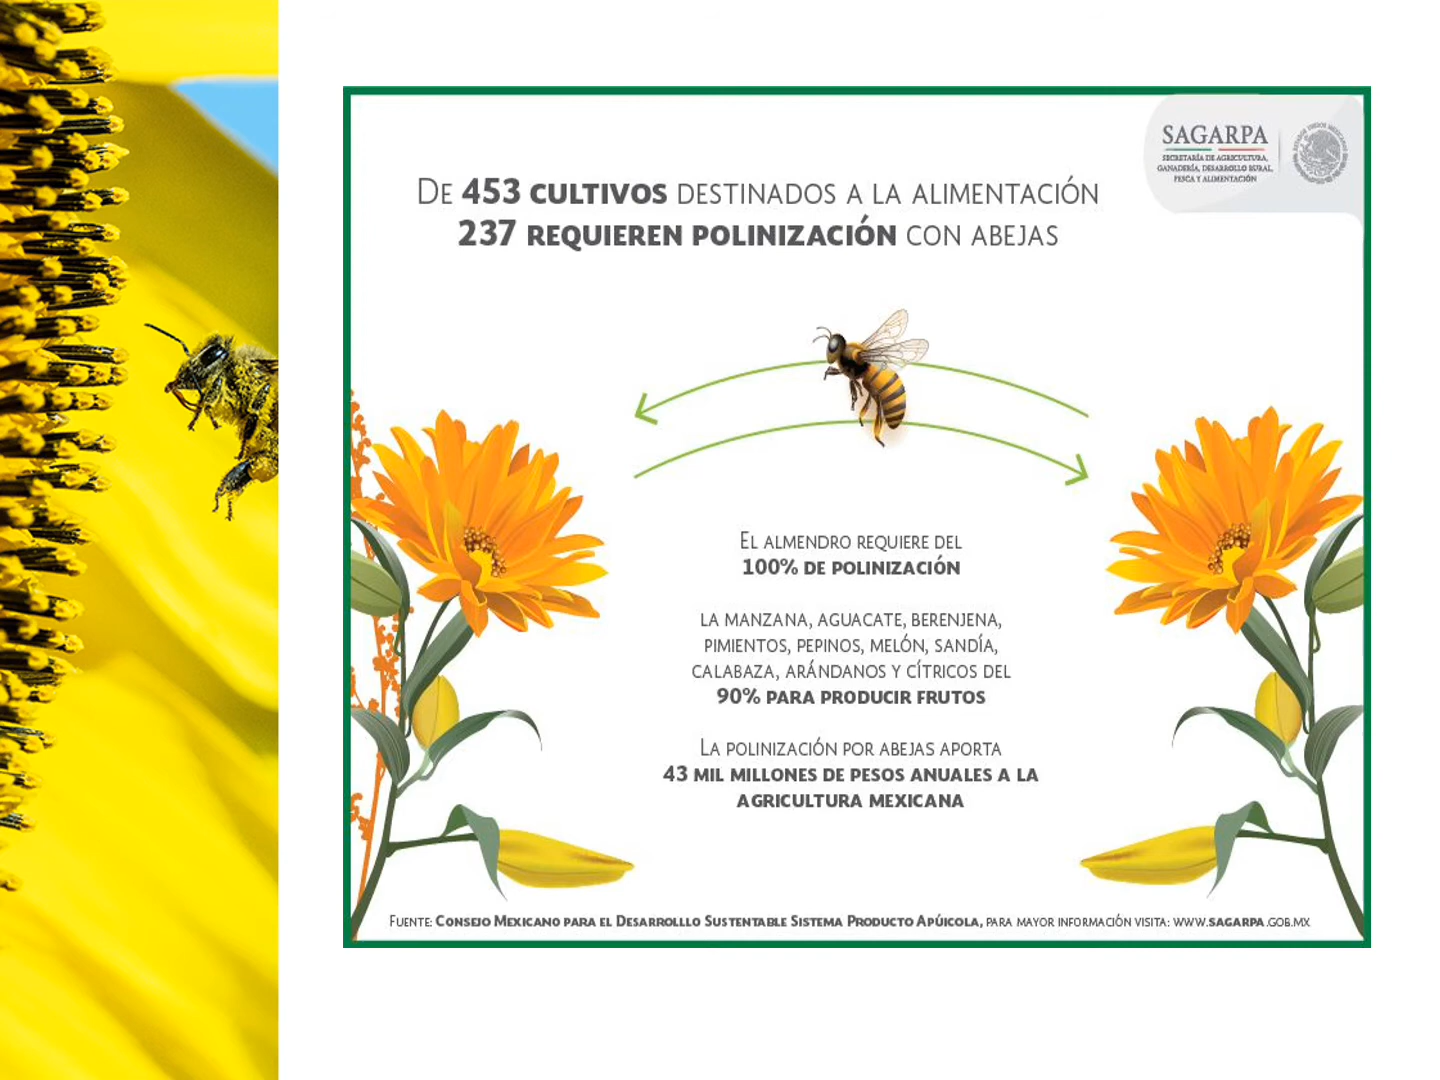 SAGARPA
SECRETARÍA DE AGRICULTURA,
GANADERÍA, DESARROLLO RURAL,
PESCA Y ALIMENTACIÓN
DE 453 CULTIVOS DESTINADOS A LA ALIMENTACIÓN
237 REQUIEREN POLINIZACIÓN CON ABEJAS
EL ALMENDRO REQUIERE DEL
100% DE POLINIZACIÓN
LA MANZANA, AGUACATE, BERENJENA,
PIMIENTOS, PEPINOS, MELÓN, SANDÍA,
CALABAZA, ARÁNDANOS Y CÍTRICOS DEL
90% PARA PRODUCIR FRUTOS
LA POLINIZACIÓN POR ABEJAS APORTA
43 MIL MILLONES DE PESOS ANUALES A LA
AGRICULTURA MEXICANA
FUENTE: CONSEJO MEXICANO PARA EL DESARROLLLO SUSTENTABLE SISTEMA PRODUCTO APÚICOLA, PARA MAYOR INFORMACIÓN VISITA: WWW.SAGARPA.GOB.MX